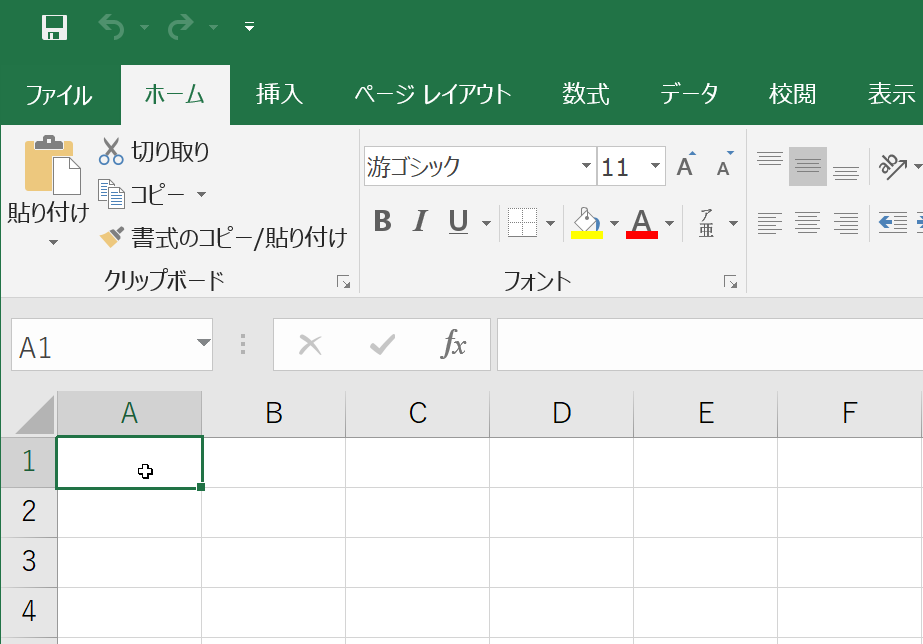 ファイル ホーム 挿入 ページ レイアウト 数式 データ 校閲 表示
切り取り
コピー
貼り付け
書式のコピー/貼り付け
クリップボード
游ゴシック 11 A A
B I U A ア亜
フォント
A1 fx
A B C D E F
1
2
3
4